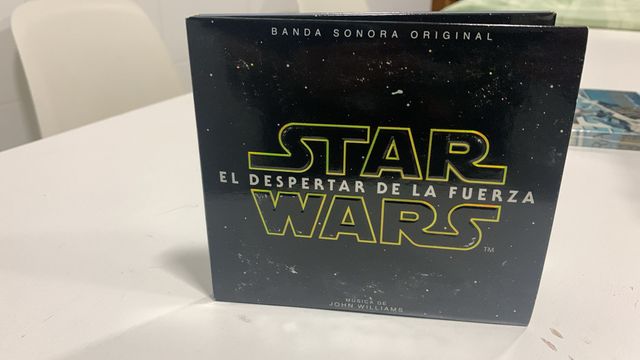 BANDA SONORA ORIGINAL
STAR
EL DESPERTAR DE LA FUERZA
WARS
TM
MÚSICA DE
JOHN WILLIAMS